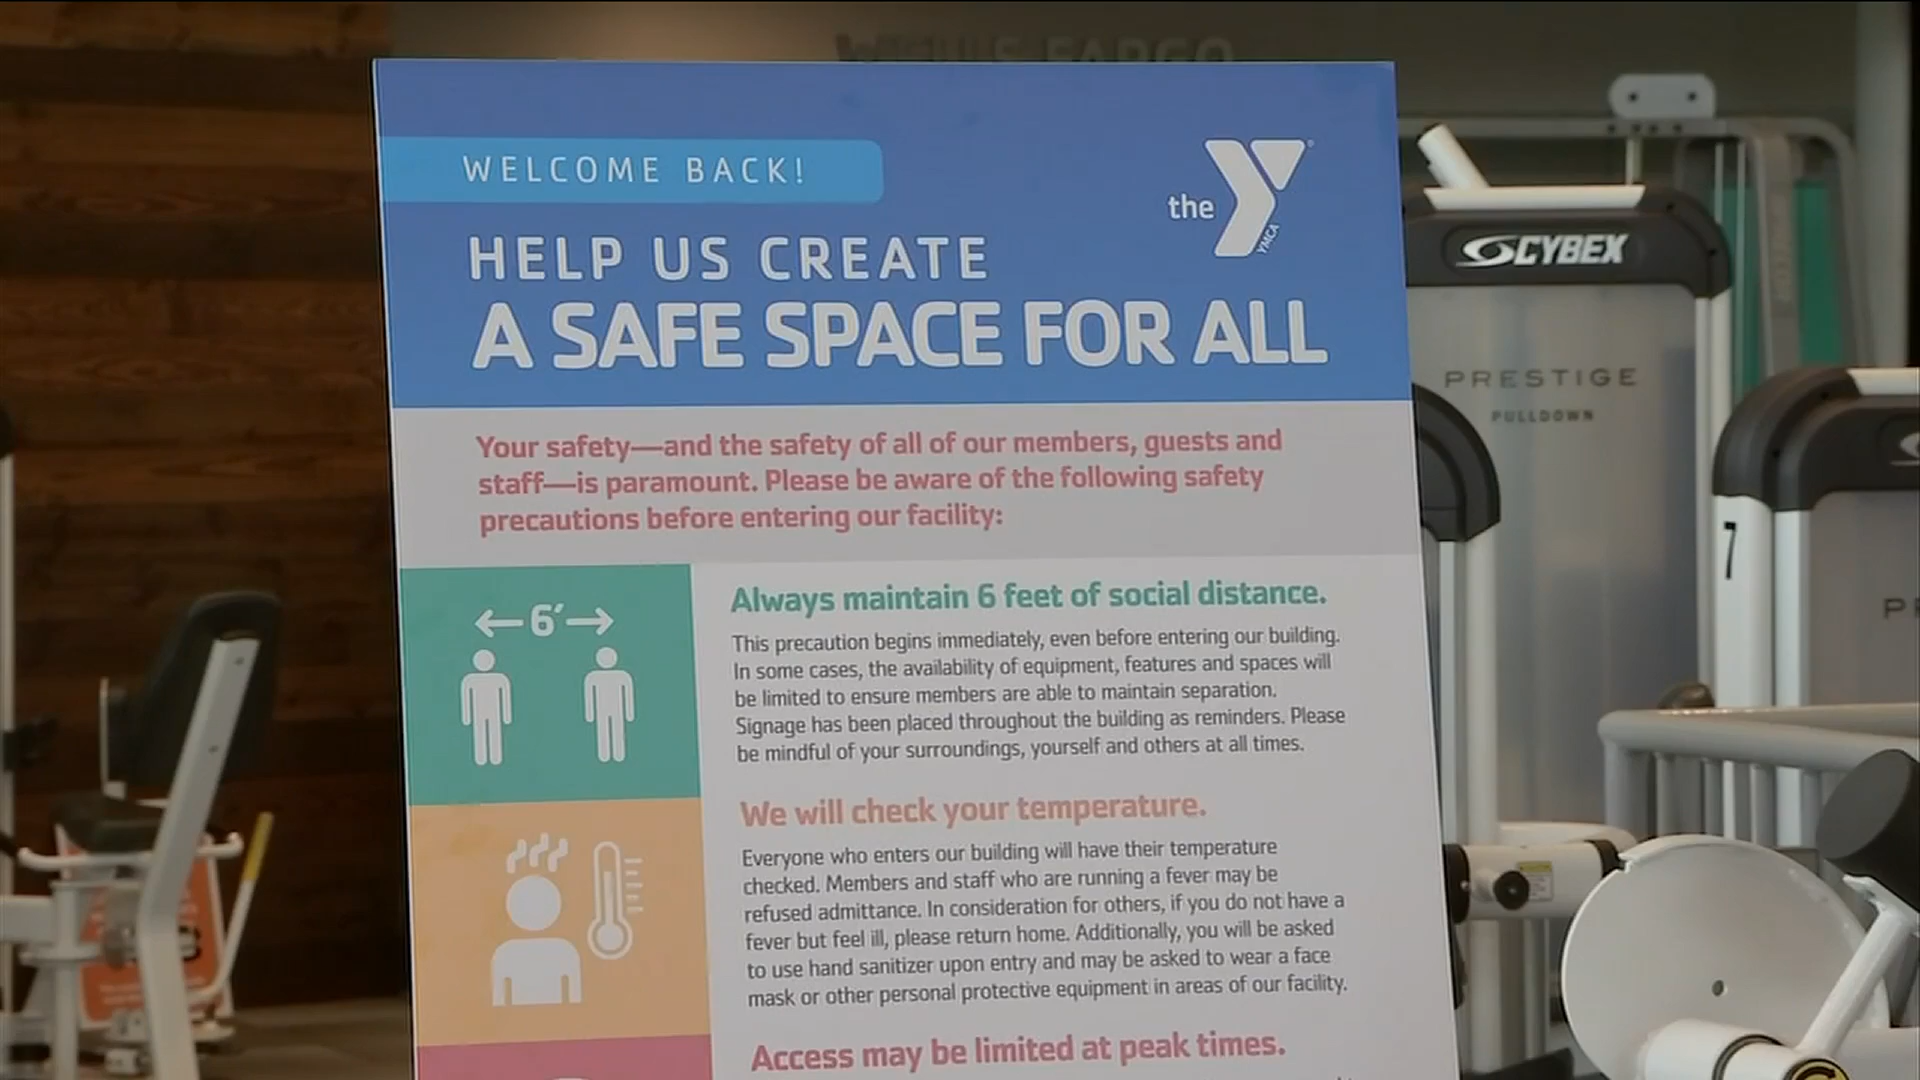 WELLS FARGO
WELCOME BACK!
the
YMCA
HELP US CREATE
A SAFE SPACE FOR ALL
Your safety—and the safety of all of our members, guests and
staff—is paramount. Please be aware of the following safety
precautions before entering our facility:
←6′→
Always maintain 6 feet of social distance.
This precaution begins immediately, even before entering our building.
In some cases, the availability of equipment, features and spaces will
be limited to ensure members are able to maintain separation.
Signage has been placed throughout the building as reminders. Please
be mindful of your surroundings, yourself and others at all times.
We will check your temperature.
Everyone who enters our building will have their temperature
checked. Members and staff who are running a fever may be
refused admittance. In consideration for others, if you do not have a
fever but feel ill, please return home. Additionally, you will be asked
to use hand sanitizer upon entry and may be asked to wear a face
mask or other personal protective equipment in areas of our facility.
Access may be limited at peak times.
CYBEX
PRESTIGE
PULLDOWN
7